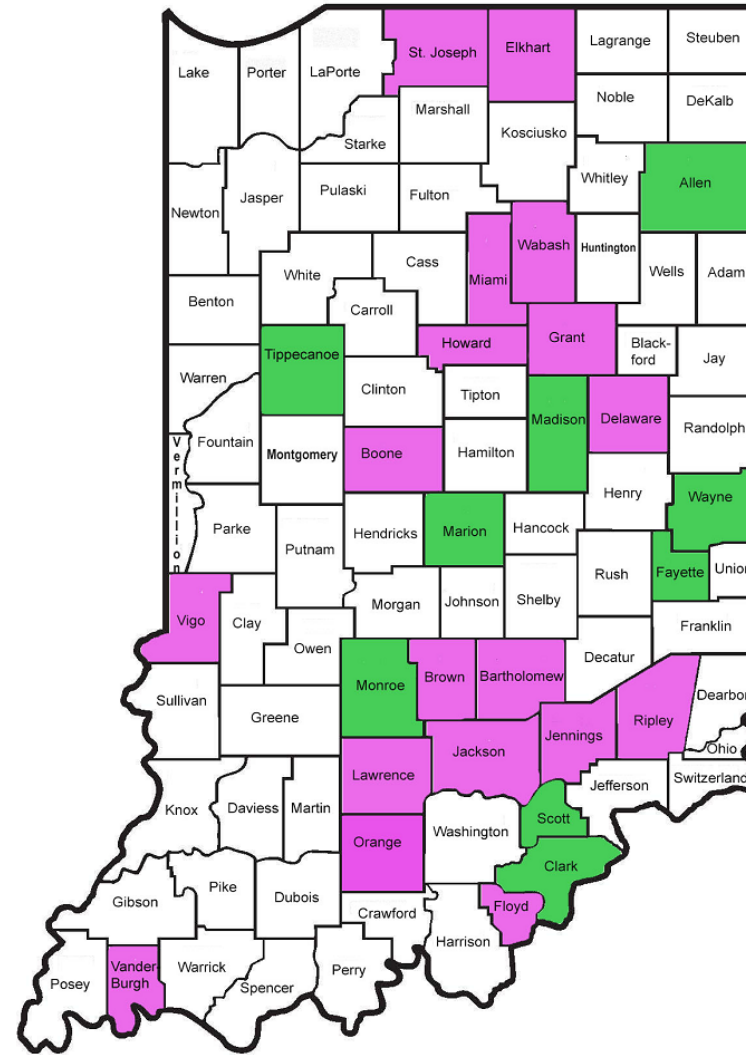 St. Joseph
Elkhart
Lagrange
Steuben
Lake
Porter
LaPorte
Noble
DeKalb
Marshall
Kosciusko
Starke
Whitley
Allen
Jasper
Pulaski
Fulton
Newton
Wabash
Huntington
White
Cass
Miami
Wells
Adam
Benton
Carroll
Howard
Grant
Black-
ford
Jay
Tippecanoe
Warren
Clinton
Tipton
Madison
Delaware
Randolph
Fountain
Vermillion
Montgomery
Boone
Hamilton
Henry
Wayne
Parke
Putnam
Hendricks
Marion
Hancock
Rush
Fayette
Union
Vigo
Clay
Morgan
Johnson
Shelby
Franklin
Owen
Decatur
Monroe
Brown
Bartholomew
Sullivan
Greene
Dearbor
Ripley
Jennings
Jackson
Ohio
Lawrence
Jefferson
Switzerland
Knox
Daviess
Martin
Washington
Scott
Orange
Clark
Pike
Dubois
Gibson
Crawford
Floyd
Harrison
Vander-
Burgh
Warrick
Perry
Posey
Spencer